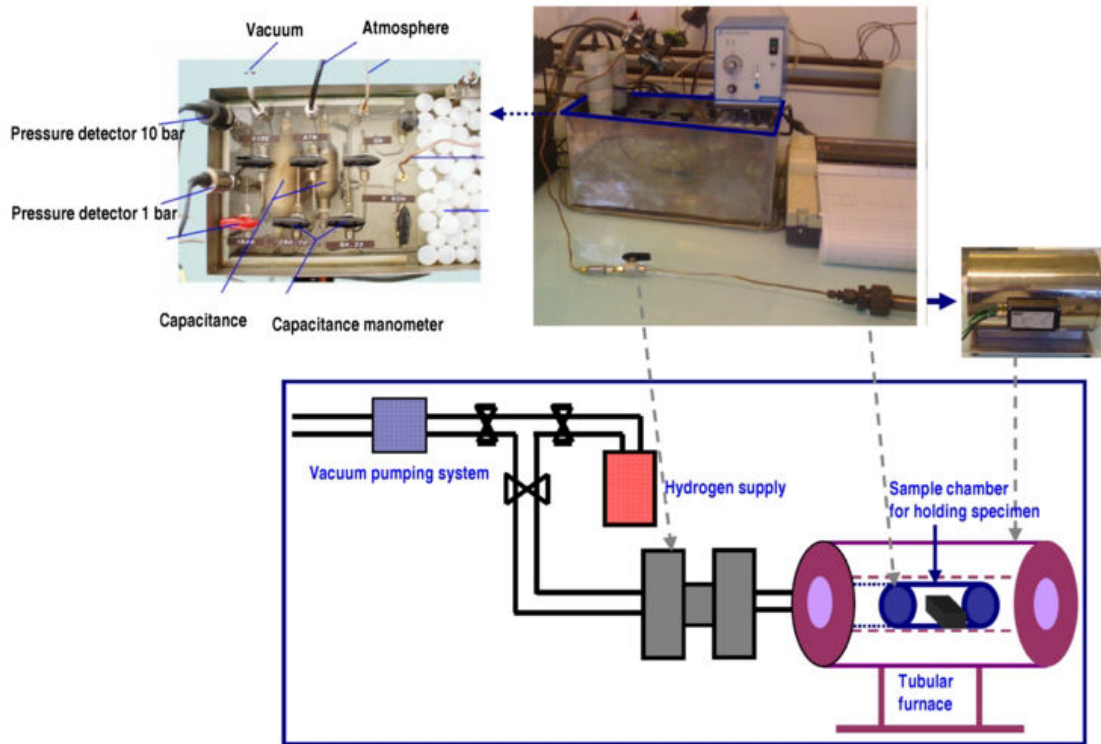 Vacuum
Atmosphere
Pressure detector 10 bar
Pressure detector 1 bar
Capacitance
Capacitance manometer
Vacuum pumping system
Hydrogen supply
Sample chamber
for holding specimen
Tubular
furnace